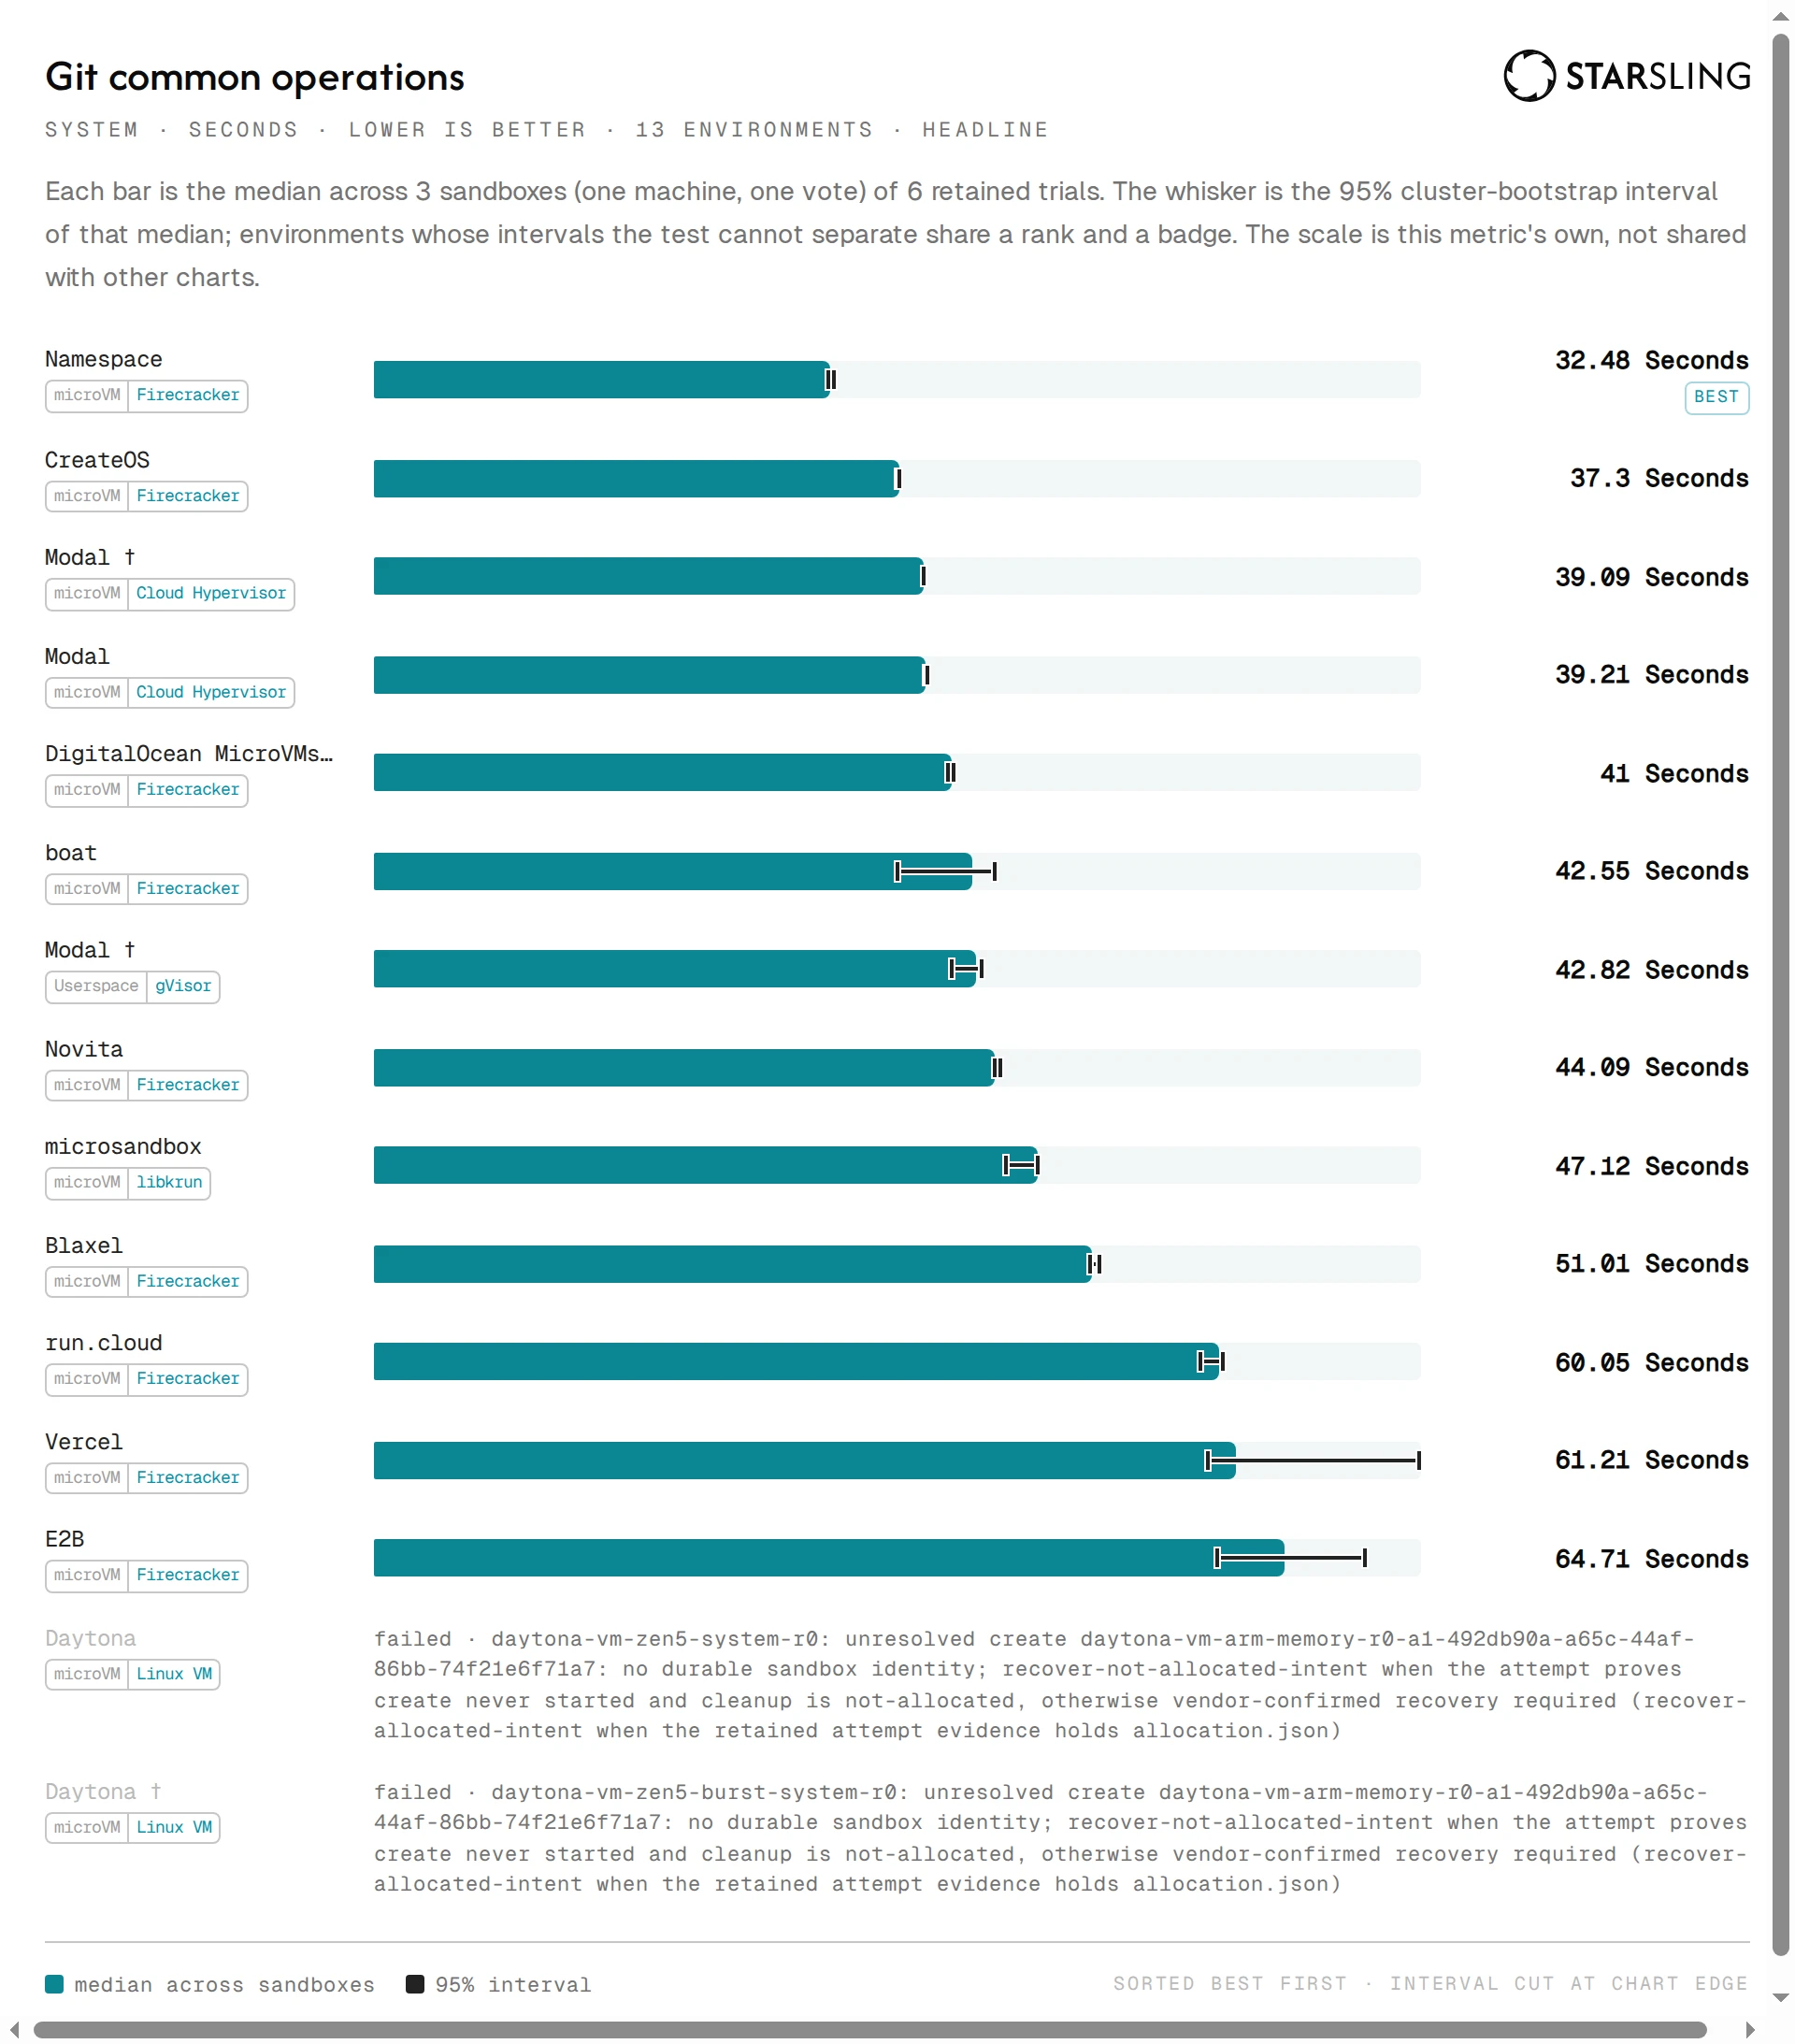 Git common operations
STARSLING
SYSTEM · SECONDS · LOWER IS BETTER · 13 ENVIRONMENTS · HEADLINE
Each bar is the median across 3 sandboxes (one machine, one vote) of 6 retained trials. The whisker is the 95% cluster-bootstrap interval
of that median; environments whose intervals the test cannot separate share a rank and a badge. The scale is this metric's own, not shared
with other charts.
Namespace
microVM Firecracker
32.48 Seconds
BEST
CreateOS
microVM Firecracker
37.3 Seconds
Modal †
microVM Cloud Hypervisor
39.09 Seconds
Modal
microVM Cloud Hypervisor
39.21 Seconds
DigitalOcean MicroVMs…
microVM Firecracker
41 Seconds
boat
microVM Firecracker
42.55 Seconds
Modal †
Userspace gVisor
42.82 Seconds
Novita
microVM Firecracker
44.09 Seconds
microsandbox
microVM libkrun
47.12 Seconds
Blaxel
microVM Firecracker
51.01 Seconds
run.cloud
microVM Firecracker
60.05 Seconds
Vercel
microVM Firecracker
61.21 Seconds
E2B
microVM Firecracker
64.71 Seconds
Daytona
microVM Linux VM
failed · daytona-vm-zen5-system-r0: unresolved create daytona-vm-arm-memory-r0-a1-492db90a-a65c-44af-
86bb-74f21e6f71a7: no durable sandbox identity; recover-not-allocated-intent when the attempt proves
create never started and cleanup is not-allocated, otherwise vendor-confirmed recovery required (recover-
allocated-intent when the retained attempt evidence holds allocation.json)
Daytona †
microVM Linux VM
failed · daytona-vm-zen5-burst-system-r0: unresolved create daytona-vm-arm-memory-r0-a1-492db90a-a65c-
44af-86bb-74f21e6f71a7: no durable sandbox identity; recover-not-allocated-intent when the attempt proves
create never started and cleanup is not-allocated, otherwise vendor-confirmed recovery required (recover-
allocated-intent when the retained attempt evidence holds allocation.json)
median across sandboxes
95% interval
SORTED BEST FIRST · INTERVAL CUT AT CHART EDGE